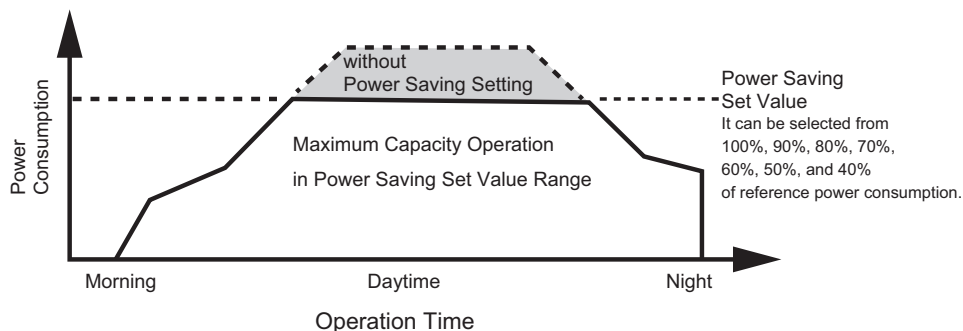 without
Power Saving Setting
Power Saving
Set Value
It can be selected from
100%, 90%, 80%, 70%,
60%, 50%, and 40%
of reference power consumption.
Power
Consumption
Maximum Capacity Operation
in Power Saving Set Value Range
Morning
Daytime
Night
Operation Time